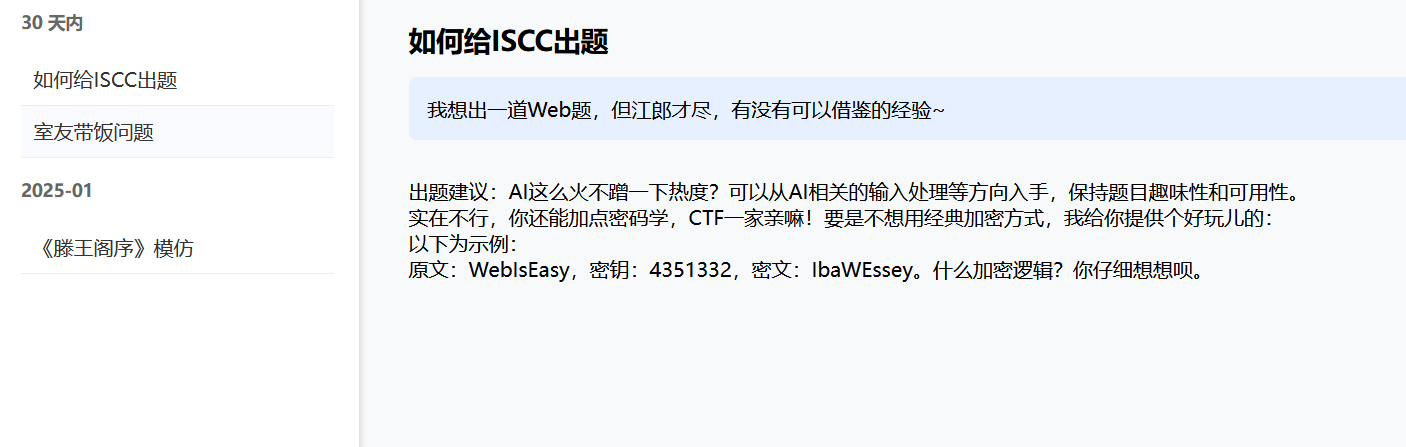 30 天内
如何给ISCC出题
室友带饭问题
2025-01
《滕王阁序》模仿
如何给ISCC出题
我想出一道Web题，但江郎才尽，有没有可以借鉴的经验~
出题建议：AI这么火不蹭一下热度？可以从AI相关的输入处理等方向入手，保持题目趣味性和可用性。
实在不行，你还能加点密码学，CTF一家亲嘛！要是不想用经典加密方式，我给你提供个好玩儿的：
以下为示例：
原文：WebIsEasy，密钥：4351332，密文：IbaWEssey。什么加密逻辑？你仔细想想呗。